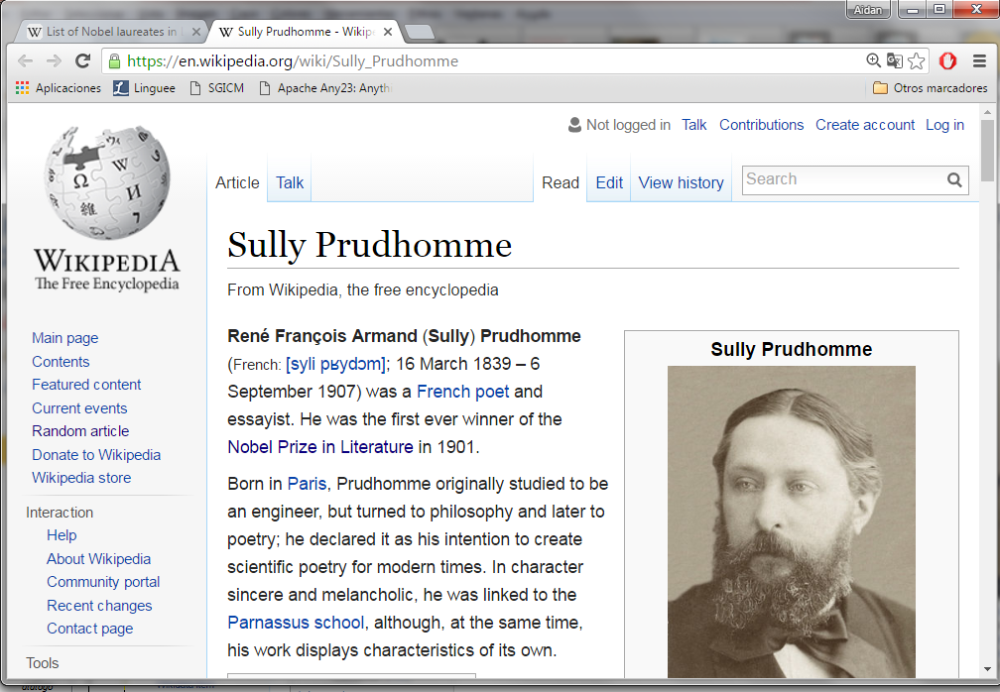 Aidan
List of Nobel laureates in
Sully Prudhomme - Wikip
https://en.wikipedia.org/wiki/Sully_Prudhomme
Aplicaciones
Linguee
SGICM
Apache Any23: Anythi
Otros marcadores
Not logged in Talk Contributions Create account Log in
Article Talk Read Edit View history Search
WIKIPEDIA
The Free Encyclopedia
Main page
Contents
Featured content
Current events
Random article
Donate to Wikipedia
Wikipedia store
Interaction
Help
About Wikipedia
Community portal
Recent changes
Contact page
Tools
Sully Prudhomme
From Wikipedia, the free encyclopedia
René François Armand (Sully) Prudhomme
(French: [syli pʁydɔm]; 16 March 1839 – 6
September 1907) was a French poet and
essayist. He was the first ever winner of the
Nobel Prize in Literature in 1901.
Born in Paris, Prudhomme originally studied to be
an engineer, but turned to philosophy and later to
poetry; he declared it as his intention to create
scientific poetry for modern times. In character
sincere and melancholic, he was linked to the
Parnassus school, although, at the same time,
his work displays characteristics of its own.
Sully Prudhomme